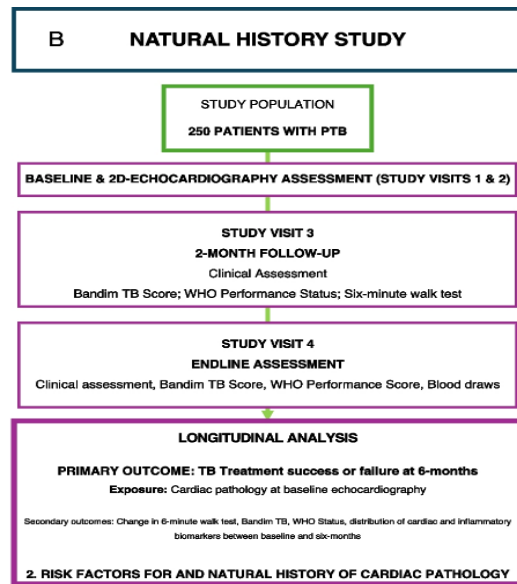 B NATURAL HISTORY STUDY
STUDY POPULATION
250 PATIENTS WITH PTB
BASELINE & 2D-ECHOCARDIOGRAPHY ASSESSMENT (STUDY VISITS 1 & 2)
STUDY VISIT 3
2-MONTH FOLLOW-UP
Clinical Assessment
Bandim TB Score; WHO Performance Status; Six-minute walk test
STUDY VISIT 4
ENDLINE ASSESSMENT
Clinical assessment, Bandim TB Score, WHO Performance Score, Blood draws
LONGITUDINAL ANALYSIS
PRIMARY OUTCOME: TB Treatment success or failure at 6-months
Exposure: Cardiac pathology at baseline echocardiography
Secondary outcomes: Change in 6-minute walk test, Bandim TB, WHO Status, distribution of cardiac and inflammatory
biomarkers between baseline and six-months
2. RISK FACTORS FOR AND NATURAL HISTORY OF CARDIAC PATHOLOGY